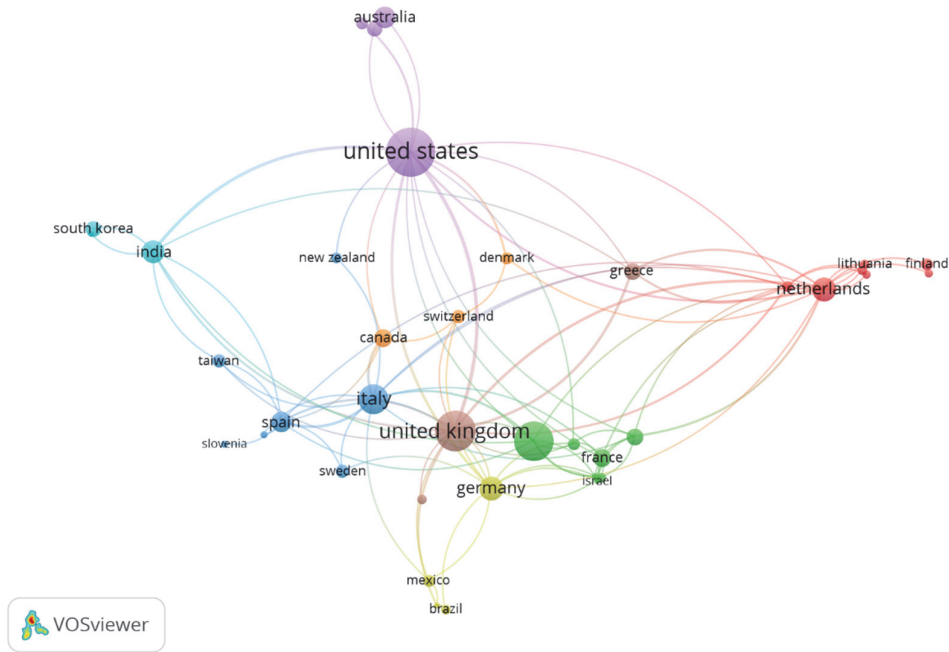 australia
united states
south korea
india
new zealand
denmark
greece
lithuania
finland
netherlands
switzerland
canada
taiwan
italy
spain
united kingdom
slovenia
france
sweden
israel
germany
mexico
brazil
VOSviewer